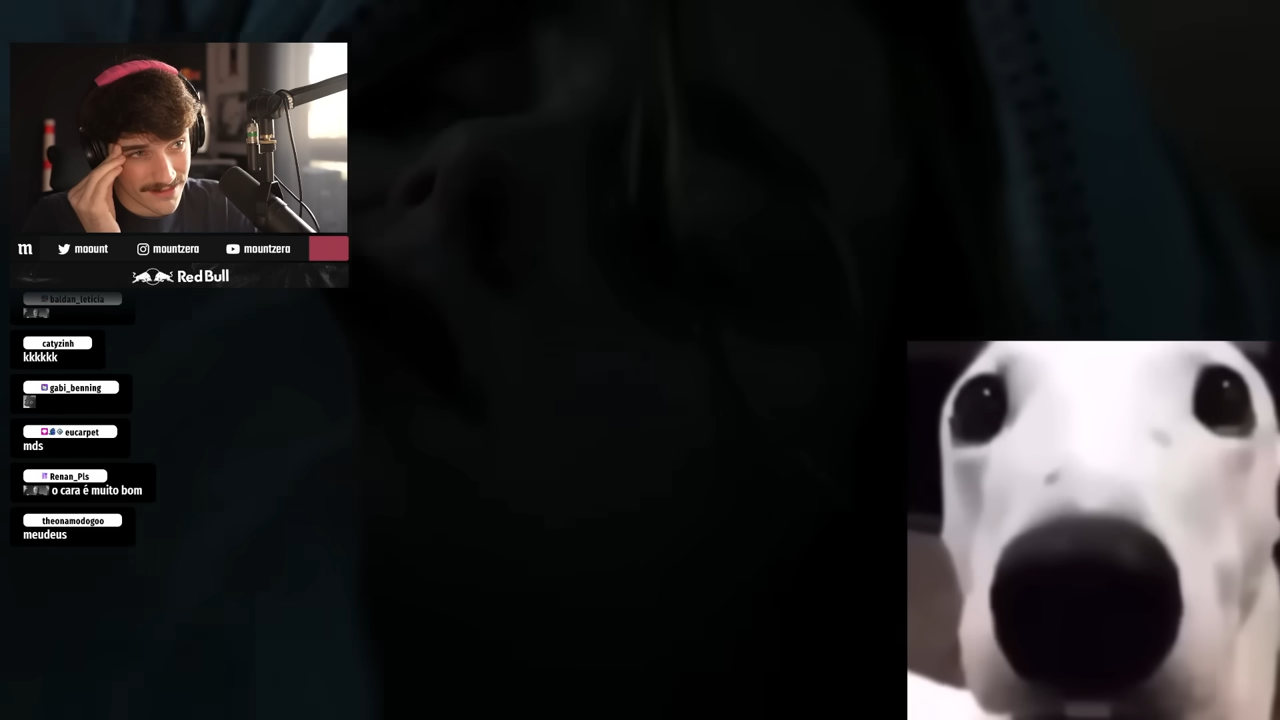 m
moount
mountzera
mountzera
Red Bull
baldan_leticia
catyzinh
kkkkkk
gabi_benning
eucarpet
mds
Renan_Pls
o cara é muito bom
theonamodogoo
meudeus